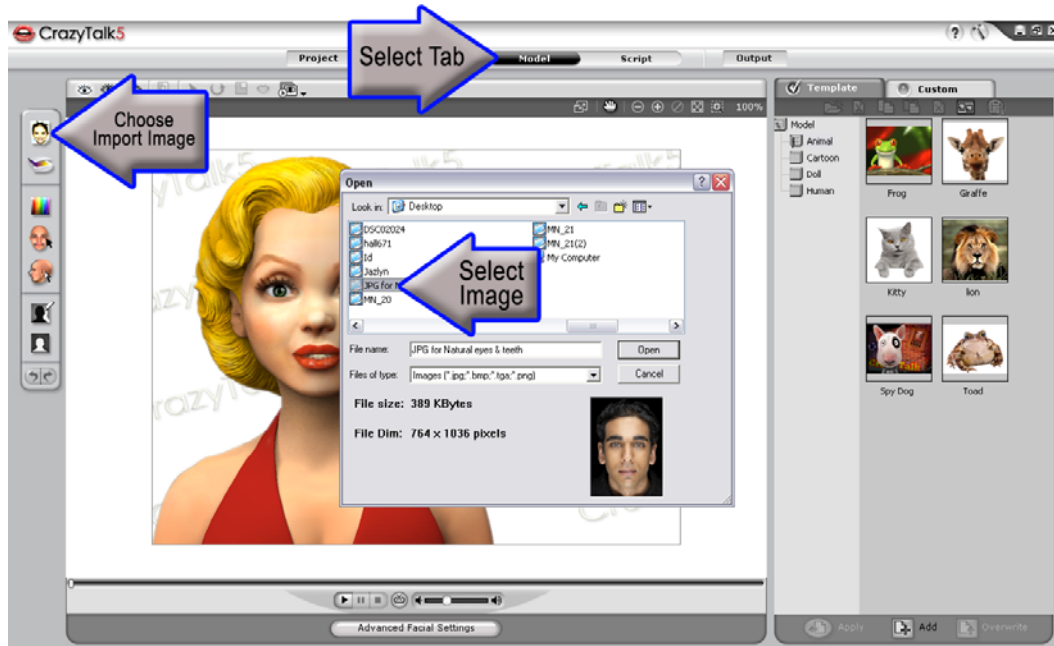 CrazyTalk5
Project
Model
Script
Output
Select Tab
Choose
Import Image
100%
Template
Custom
Model
Animal
Cartoon
Doll
Human
Frog
Giraffe
Kitty
lion
Spy Dog
Toad
Open
Look in:
Desktop
DSC02024
hall671
Id
Jazlyn
JPG for N
MN_20
MN_21
MN_21(2)
My Computer
Select
Image
File name:
JPG for Natural eyes & teeth
Open
Files of type:
Images (*.jpg;*.bmp;*.tga;*.png)
Cancel
File size: 389 KBytes
File Dim: 764 x 1036 pixels
Advanced Facial Settings
Apply
Add
Overwrite